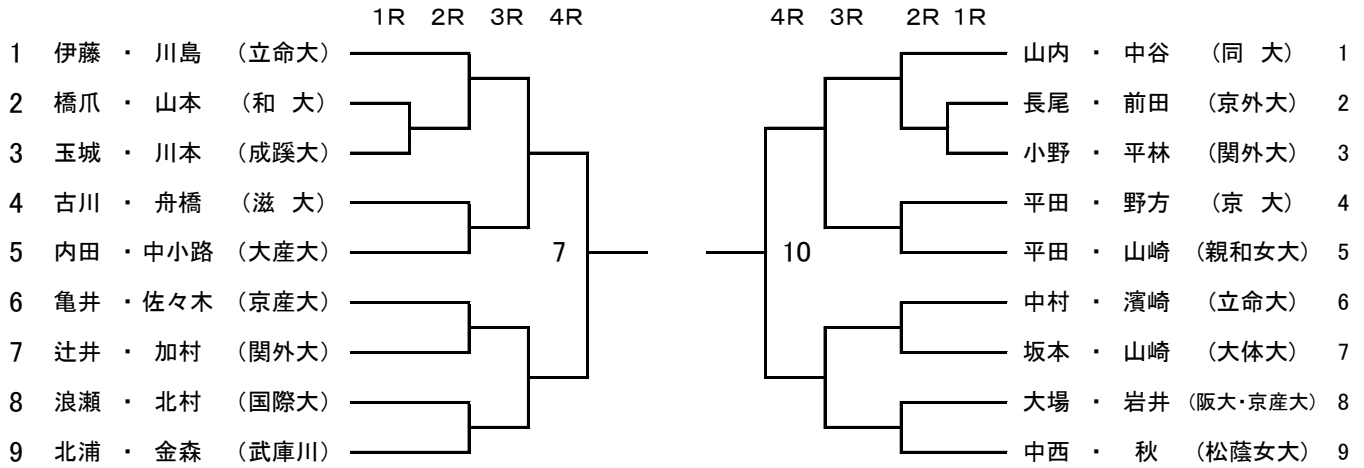 1R 2R 3R 4R
1 伊藤 ・ 川島 (立命大)
2 橋爪 ・ 山本 (和 大)
3 玉城 ・ 川本 (成蹊大)
4 古川 ・ 舟橋 (滋 大)
5 内田 ・ 中小路 (大産大)
6 亀井 ・ 佐々木 (京産大)
7 辻井 ・ 加村 (関外大)
8 浪瀬 ・ 北村 (国際大)
9 北浦 ・ 金森 (武庫川)
7
4R 3R 2R 1R
山内 ・ 中谷 (同 大) 1
長尾 ・ 前田 (京外大) 2
小野 ・ 平林 (関外大) 3
平田 ・ 野方 (京 大) 4
平田 ・ 山崎 (親和女大) 5
中村 ・ 濱崎 (立命大) 6
坂本 ・ 山崎 (大体大) 7
大場 ・ 岩井 (阪大・京産大) 8
中西 ・ 秋 (松蔭女大) 9
10